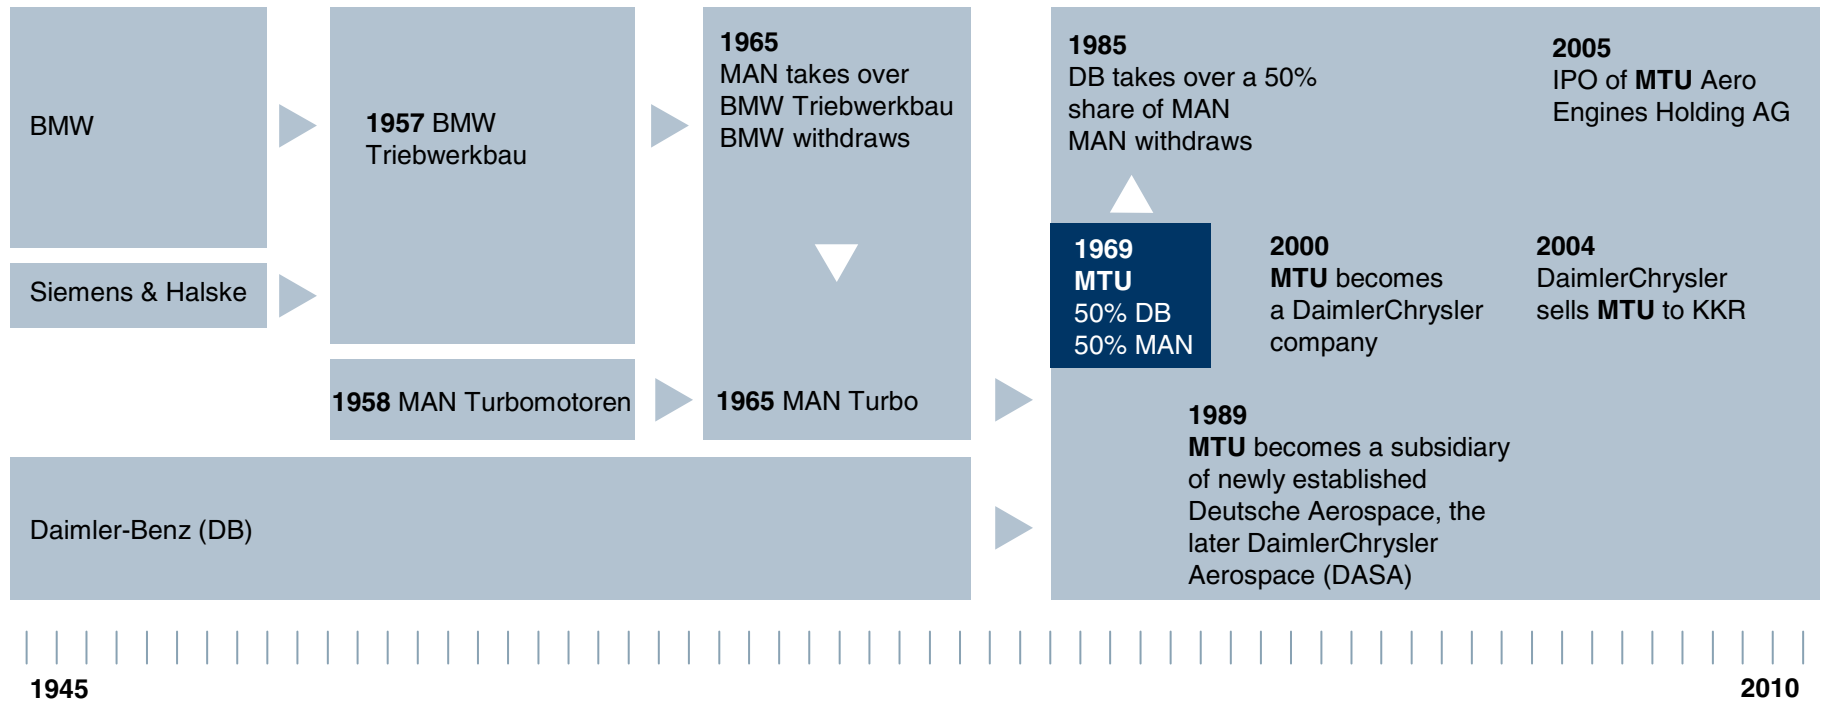 BMW
Siemens & Halske
1957 BMW
Triebwerkbau
1958 MAN Turbomotoren
1965
MAN takes over
BMW Triebwerkbau
BMW withdraws
1965 MAN Turbo
Daimler-Benz (DB)
1985
DB takes over a 50%
share of MAN
MAN withdraws
2005
IPO of MTU Aero
Engines Holding AG
1969
MTU
50% DB
50% MAN
2000
MTU becomes
a DaimlerChrysler
company
2004
DaimlerChrysler
sells MTU to KKR
1989
MTU becomes a subsidiary
of newly established
Deutsche Aerospace, the
later DaimlerChrysler
Aerospace (DASA)
1945
2010